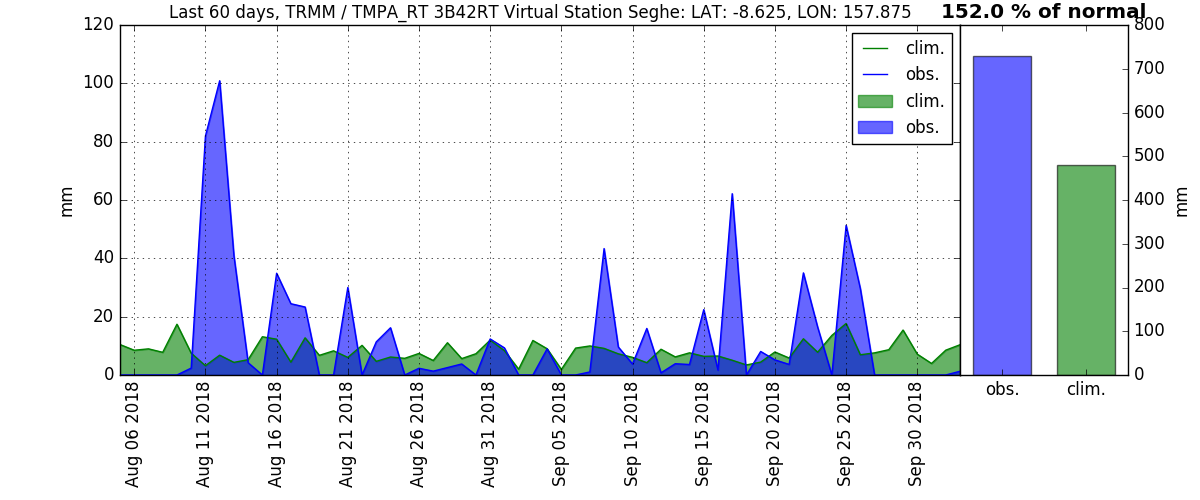 Last 60 days, TRMM / TMPA_RT 3B42RT Virtual Station Seghe: LAT: -8.625, LON: 157.875
152.0 % of normal
120
100
80
60
40
20
0
mm
clim.
obs.
clim.
obs.
Aug 06 2018
Aug 11 2018
Aug 16 2018
Aug 21 2018
Aug 26 2018
Aug 31 2018
Sep 05 2018
Sep 10 2018
Sep 15 2018
Sep 20 2018
Sep 25 2018
Sep 30 2018
800
700
600
500
400
300
200
100
0
mm
obs.
clim.